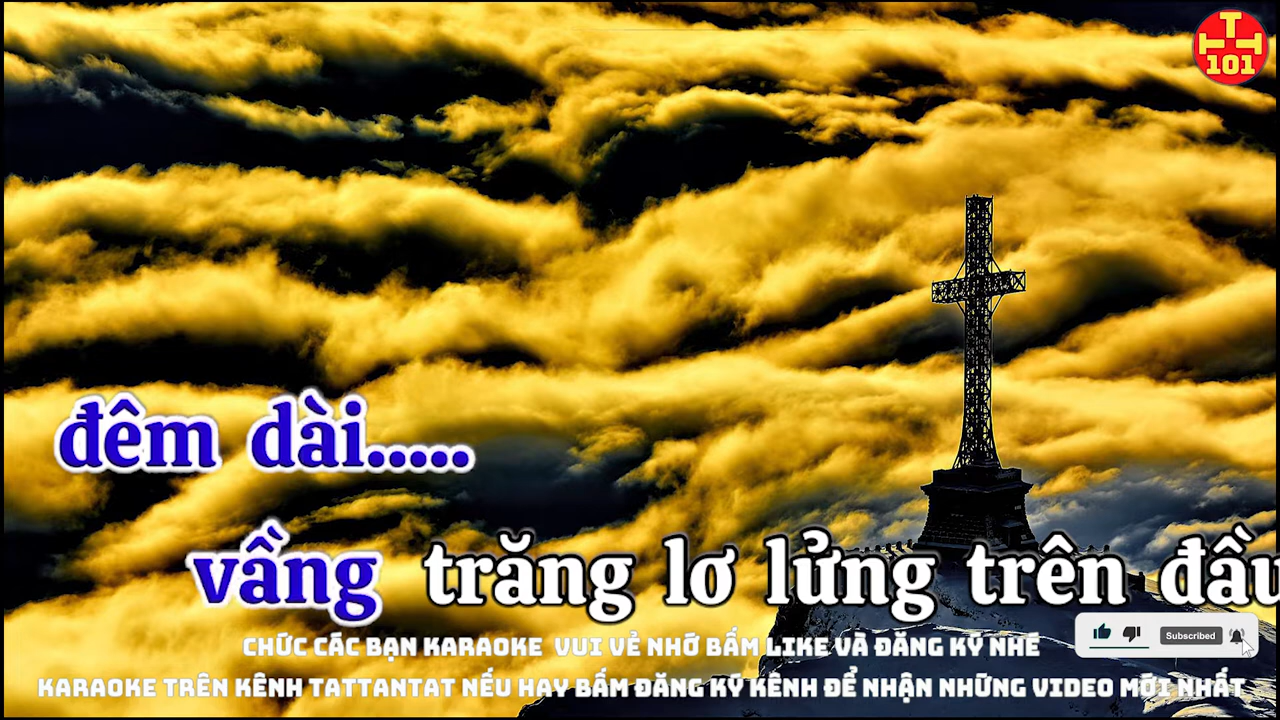 T
TH
101
đêm dài.....
vầng trăng lơ lửng trên đầu
CHỨC CÁC BẠN KARAOKE VUI VẺ NHỚ BẤM LIKE VÀ ĐĂNG KÝ NHÉ
Subscribed
KARAOKE TRÊN KÊNH TATTANTAT NẾU HAY BẤM ĐĂNG KÝ KÊNH ĐỂ NHẬN NHỮNG VIDEO MỚI NHẤT